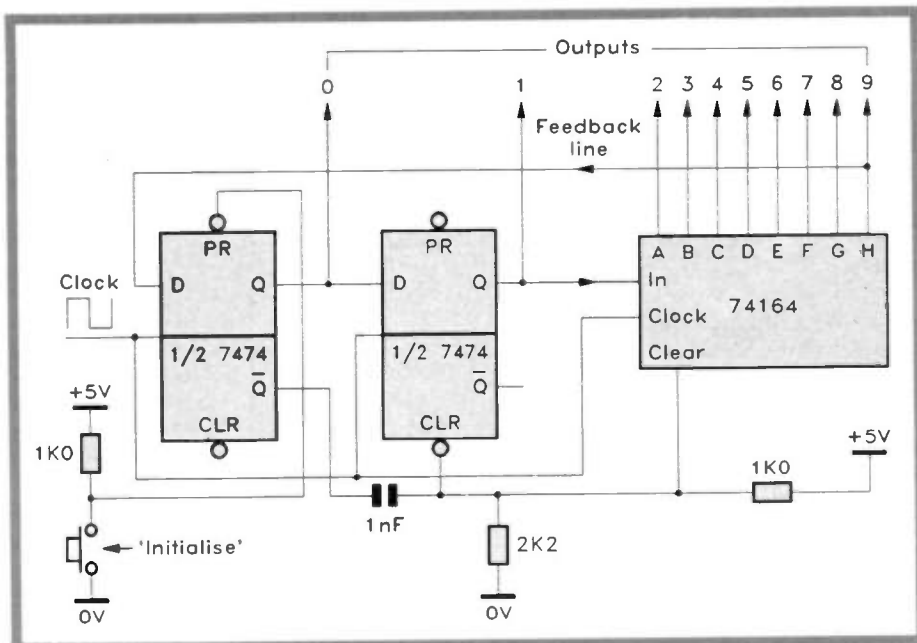 Outputs
0
1
2 3 4 5 6 7 8 9
Feedback
line
PR
PR
A B C D E F G H
Clock
D Q
D Q
In
74164
Clock
1/2 7474
1/2 7474
Clear
Q
Q
+5V
CLR
CLR
+5V
1K0
1K0
1nF
'Initialise'
2K2
0V
0V